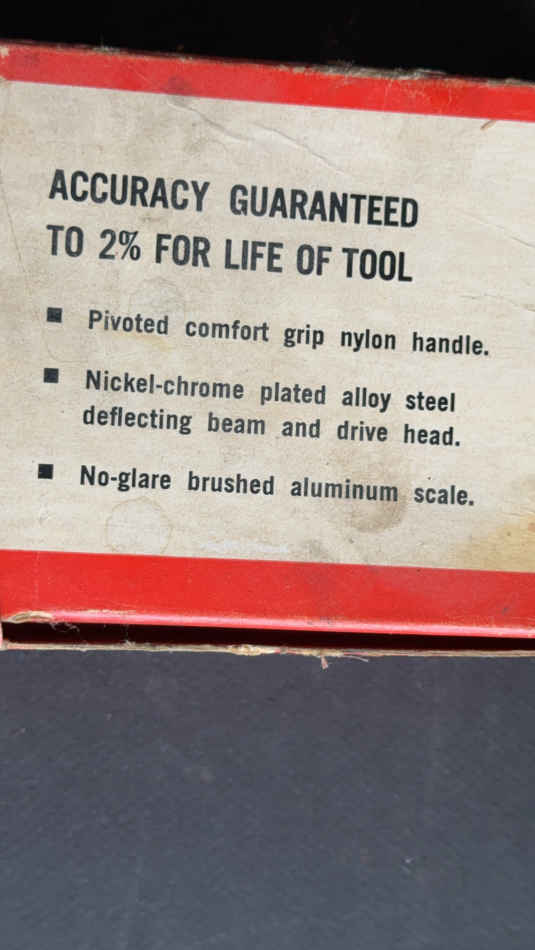 ACCURACY GUARANTEED
TO 2% FOR LIFE OF TOOL
■ Pivoted comfort grip nylon handle.
■ Nickel-chrome plated alloy steel
deflecting beam and drive head.
■ No-glare brushed aluminum scale.